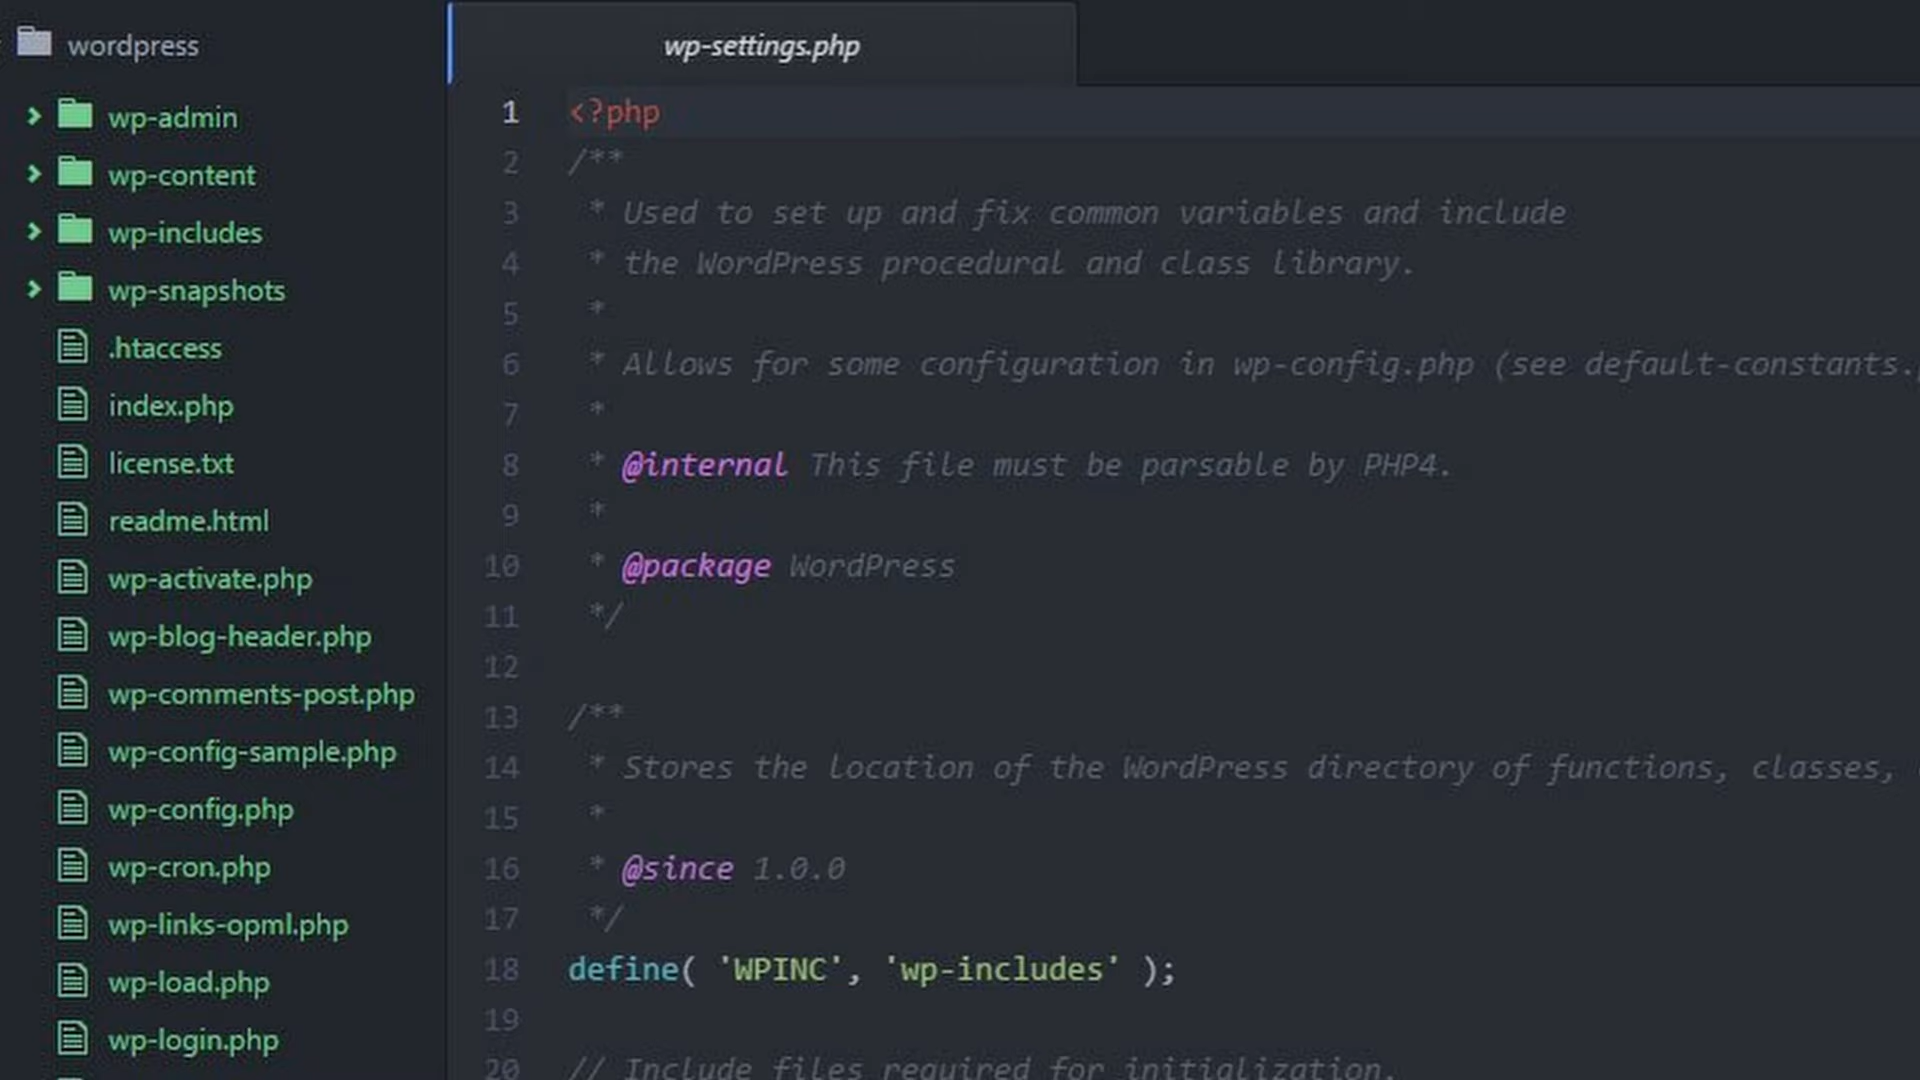 wordpress
wp-admin
wp-content
wp-includes
wp-snapshots
.htaccess
index.php
license.txt
readme.html
wp-activate.php
wp-blog-header.php
wp-comments-post.php
wp-config-sample.php
wp-config.php
wp-cron.php
wp-links-opml.php
wp-load.php
wp-login.php
wp-settings.php
1 <?php
2 /**
3 * Used to set up and fix common variables and include
4 * the WordPress procedural and class library.
5 *
6 * Allows for some configuration in wp-config.php (see default-constants.
7 *
8 * @internal This file must be parsable by PHP4.
9 *
10 * @package WordPress
11 */
12
13 /**
14 * Stores the location of the WordPress directory of functions, classes,
15 *
16 * @since 1.0.0
17 */
18 define( 'WPINC', 'wp-includes' );
19
20 // Include files required for initialization.